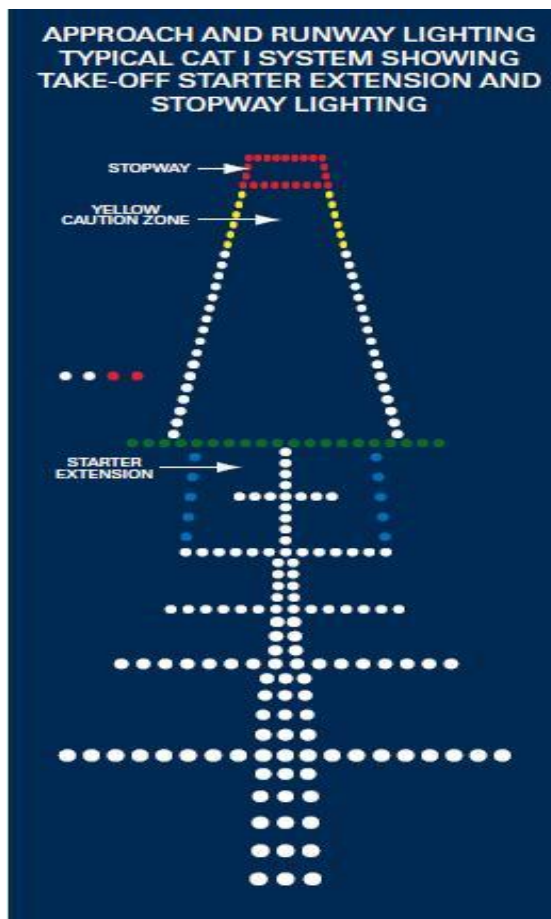 APPROACH AND RUNWAY LIGHTING
TYPICAL CAT I SYSTEM SHOWING
TAKE-OFF STARTER EXTENSION AND
STOPWAY LIGHTING
STOPWAY
YELLOW
CAUTION ZONE
STARTER
EXTENSION